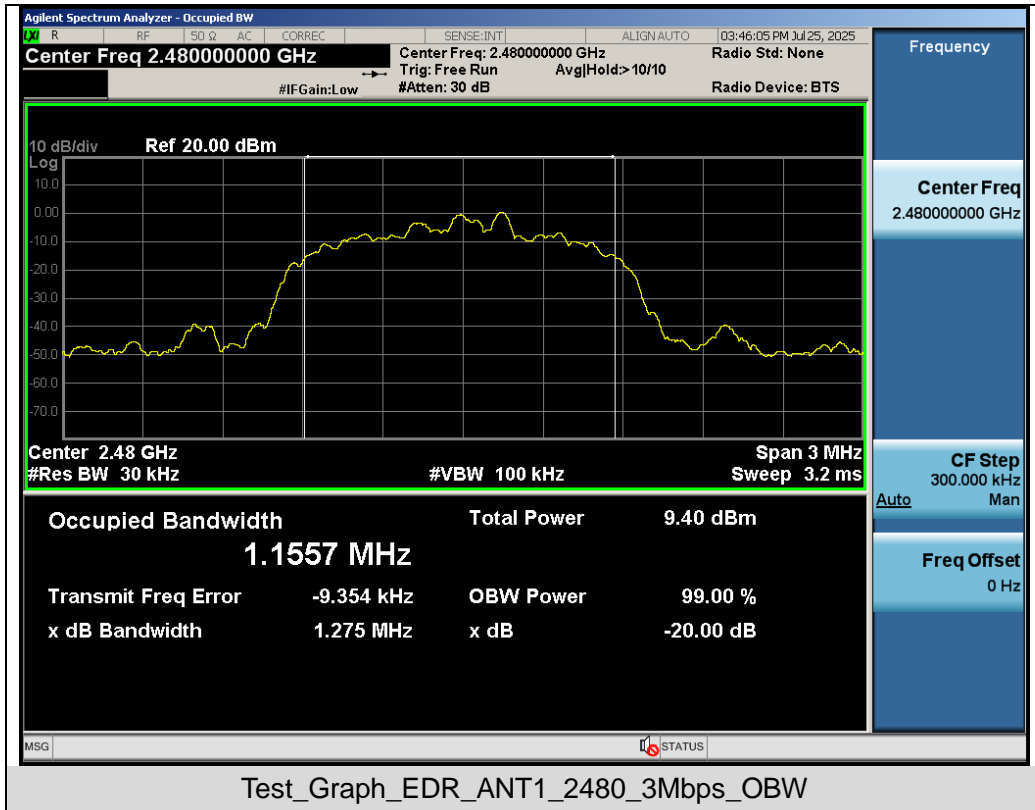 Agilent Spectrum Analyzer - Occupied BW
LXI R RF 50 Ω AC CORREC SENSE:INT ALIGN AUTO 03:46:05 PM Jul 25, 2025
Center Freq 2.480000000 GHz
Center Freq: 2.480000000 GHz Radio Std: None
Trig: Free Run Avg|Hold:> 10/10
#IFGain:Low #Atten: 30 dB Radio Device: BTS
Frequency
10 dB/div Ref 20.00 dBm
Log
10.0
0.00
-10.0
-20.0
-30.0
-40.0
-50.0
-60.0
-70.0
Center 2.48 GHz Span 3 MHz
#Res BW 30 kHz #VBW 100 kHz Sweep 3.2 ms
Center Freq
2.480000000 GHz
CF Step
300.000 kHz
Auto Man
Freq Offset
0 Hz
Occupied Bandwidth Total Power 9.40 dBm
1.1557 MHz
Transmit Freq Error -9.354 kHz OBW Power 99.00 %
x dB Bandwidth 1.275 MHz x dB -20.00 dB
MSG STATUS
Test_Graph_EDR_ANT1_2480_3Mbps_OBW